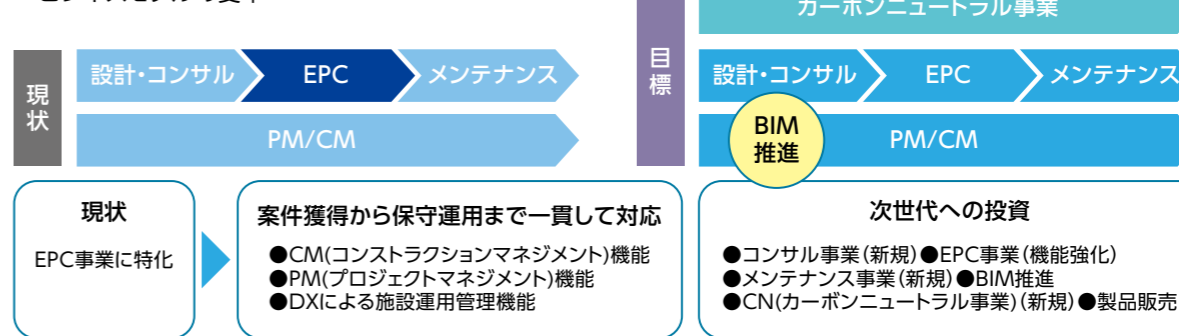 カーボンニュートラル事業
現状
設計・コンサル
EPC
メンテナンス
PM/CM
目標
設計・コンサル
EPC
メンテナンス
BIM
推進
PM/CM
現状
EPC事業に特化
案件獲得から保守運用まで一貫して対応
●CM(コンストラクションマネジメント)機能
●PM(プロジェクトマネジメント)機能
●DXによる施設運用管理機能
次世代への投資
●コンサル事業(新規)●EPC事業(機能強化)
●メンテナンス事業(新規)●BIM推進
●CN(カーボンニュートラル事業)(新規)●製品販売